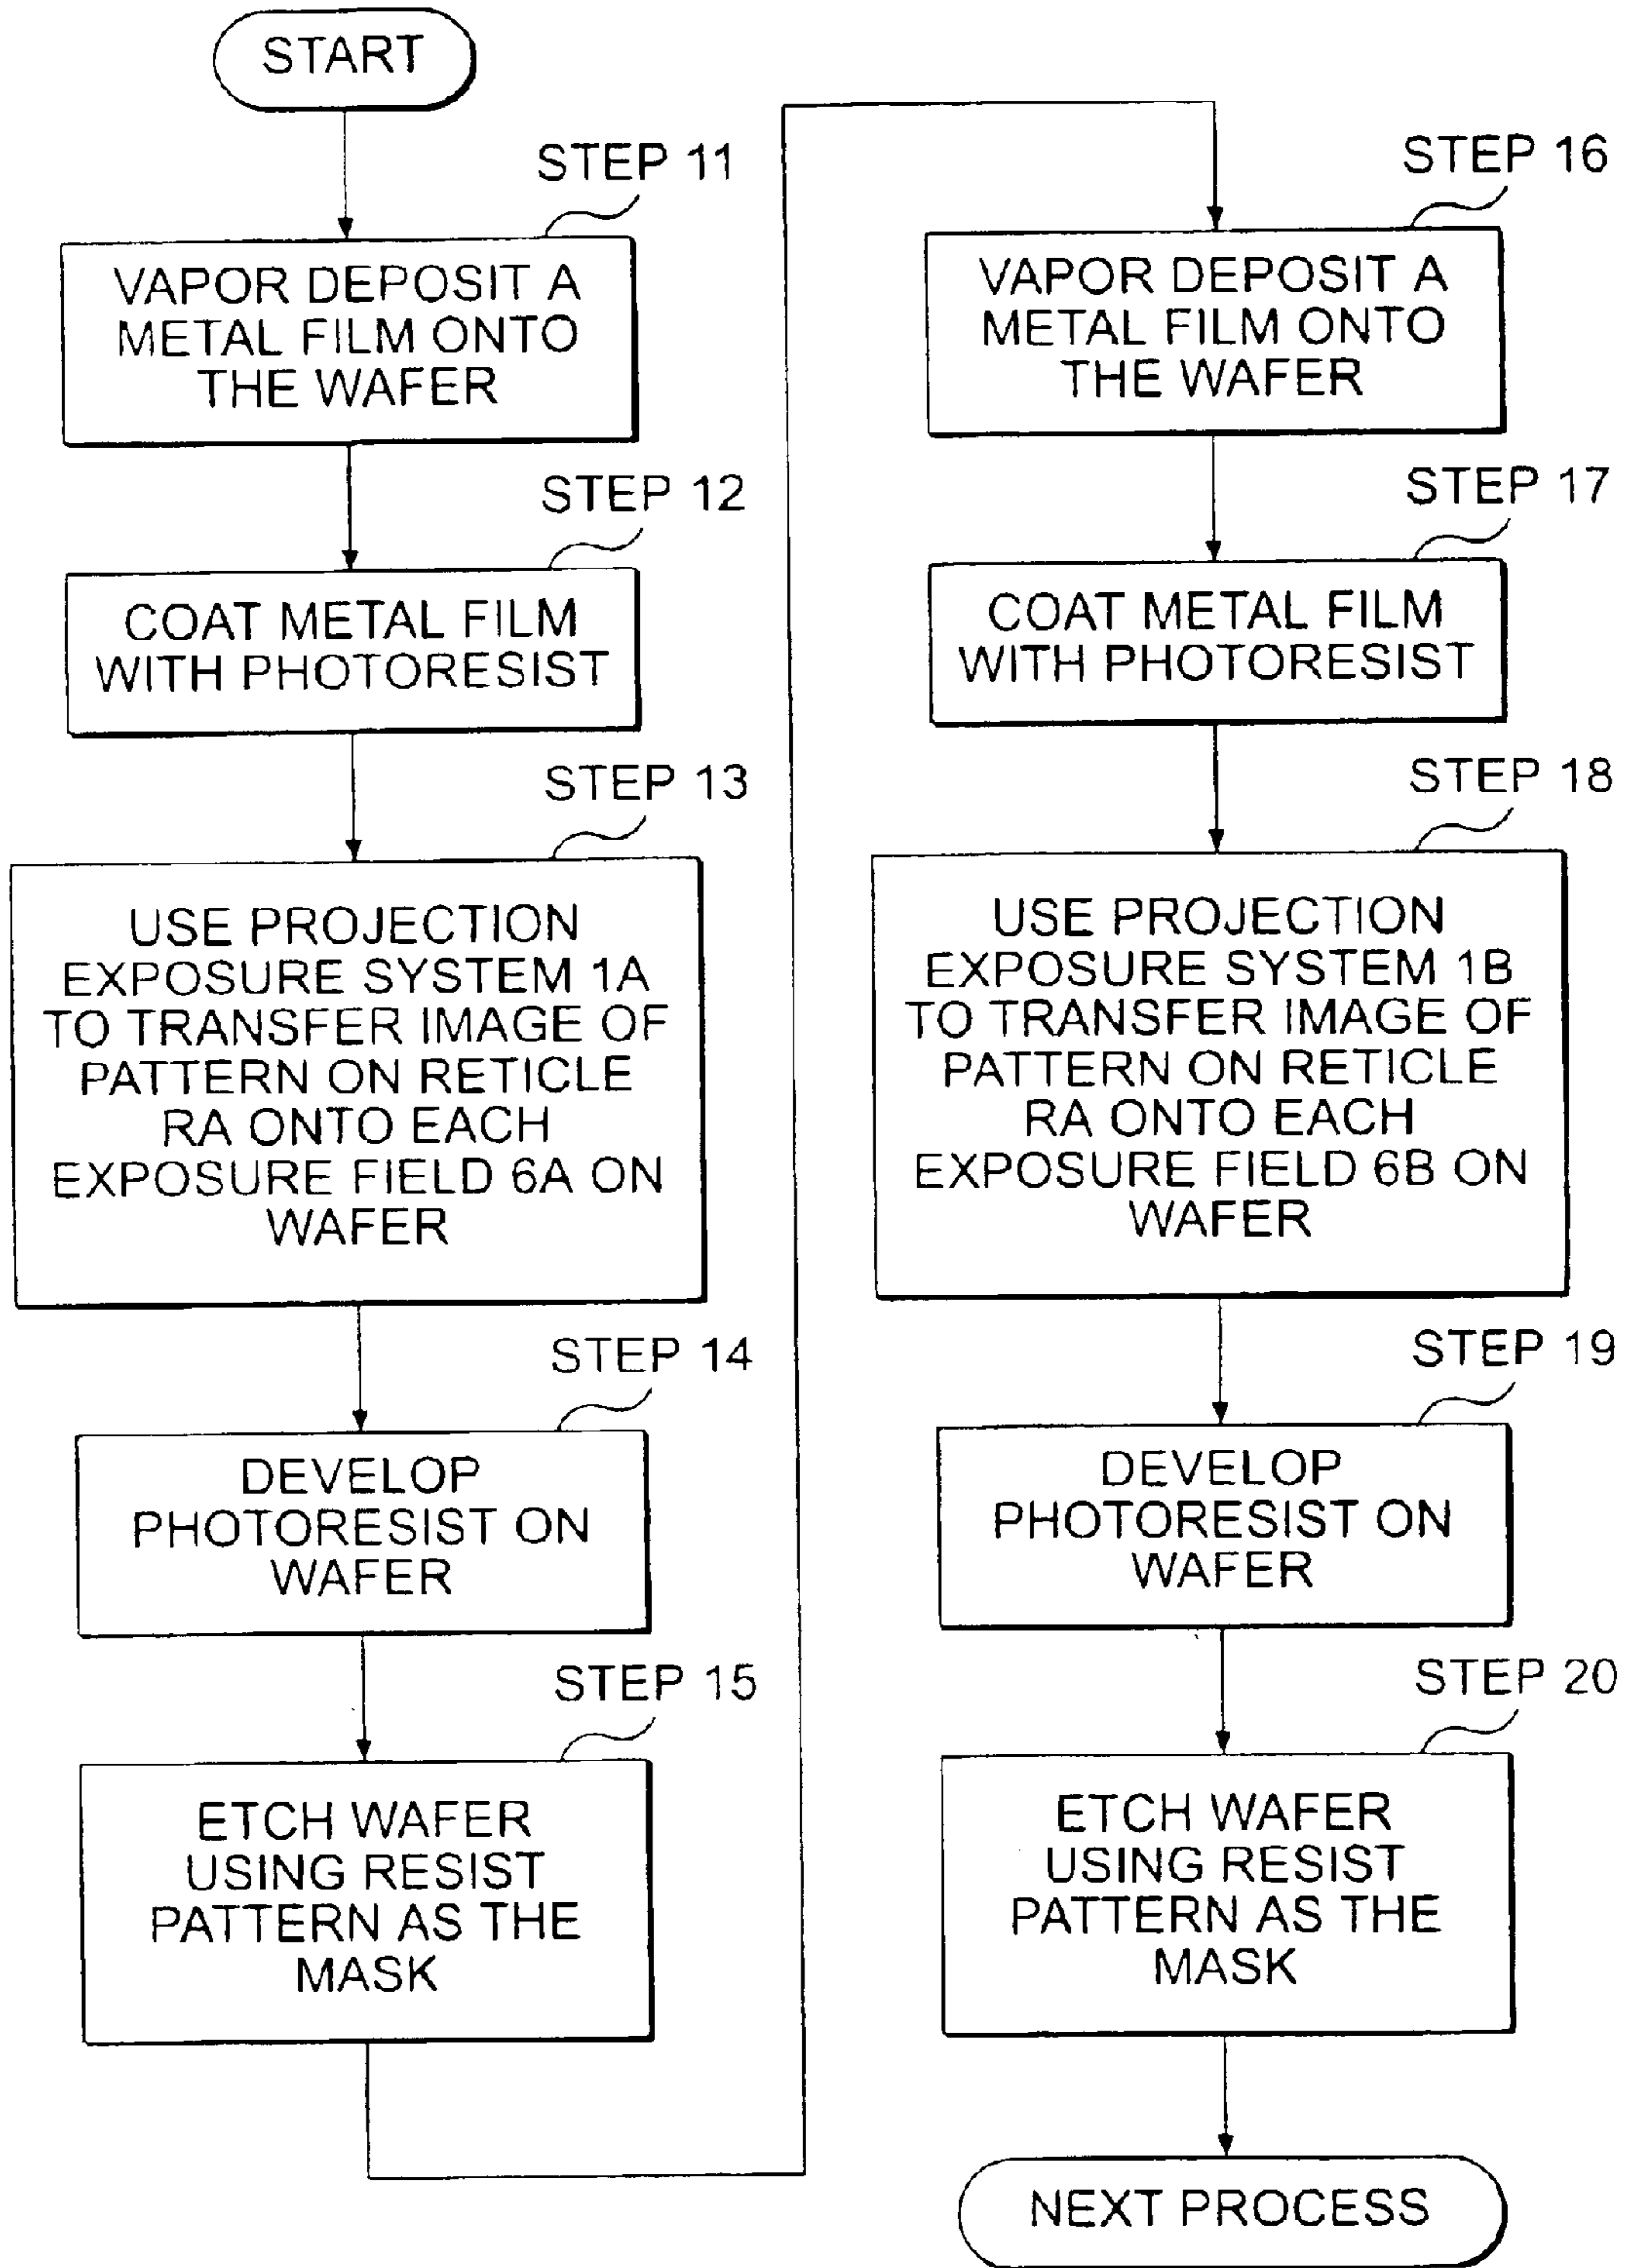 START
STEP 11
VAPOR DEPOSIT A
METAL FILM ONTO
THE WAFER
STEP 12
COAT METAL FILM
WITH PHOTORESIST
STEP 13
USE PROJECTION
EXPOSURE SYSTEM 1A
TO TRANSFER IMAGE OF
PATTERN ON RETICLE
RA ONTO EACH
EXPOSURE FIELD 6A ON
WAFER
STEP 14
DEVELOP
PHOTORESIST ON
WAFER
STEP 15
ETCH WAFER
USING RESIST
PATTERN AS THE
MASK
STEP 16
VAPOR DEPOSIT A
METAL FILM ONTO
THE WAFER
STEP 17
COAT METAL FILM
WITH PHOTORESIST
STEP 18
USE PROJECTION
EXPOSURE SYSTEM 1B
TO TRANSFER IMAGE OF
PATTERN ON RETICLE
RA ONTO EACH
EXPOSURE FIELD 6B ON
WAFER
STEP 19
DEVELOP
PHOTORESIST ON
WAFER
STEP 20
ETCH WAFER
USING RESIST
PATTERN AS THE
MASK
NEXT PROCESS